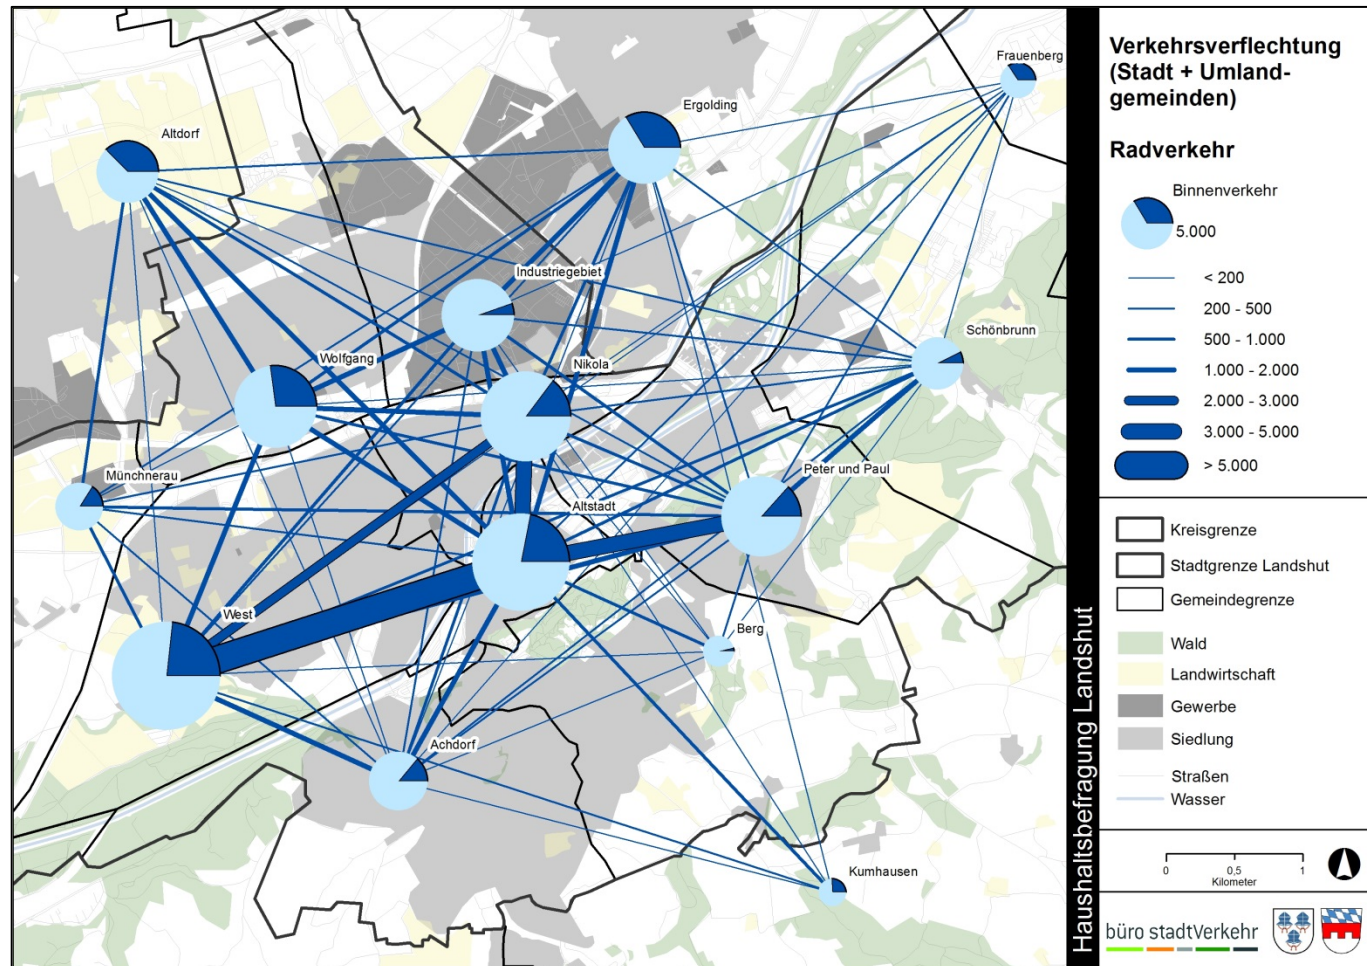 Frauenberg
Ergolding
Altdorf
Industriegebiet
Schönbrunn
Wolfgang
Nikola
Münchnerau
Peter und Paul
Altstadt
West
Berg
Achdorf
Kumhausen
Haushaltsbefragung Landshut
Verkehrsverflechtung
(Stadt + Umland-
gemeinden)
Radverkehr
Binnenverkehr
5.000
< 200
200 - 500
500 - 1.000
1.000 - 2.000
2.000 - 3.000
3.000 - 5.000
> 5.000
Kreisgrenze
Stadtgrenze Landshut
Gemeindegrenze
Wald
Landwirtschaft
Gewerbe
Siedlung
Straßen
Wasser
0 0,5 1
Kilometer
büro stadtVerkehr